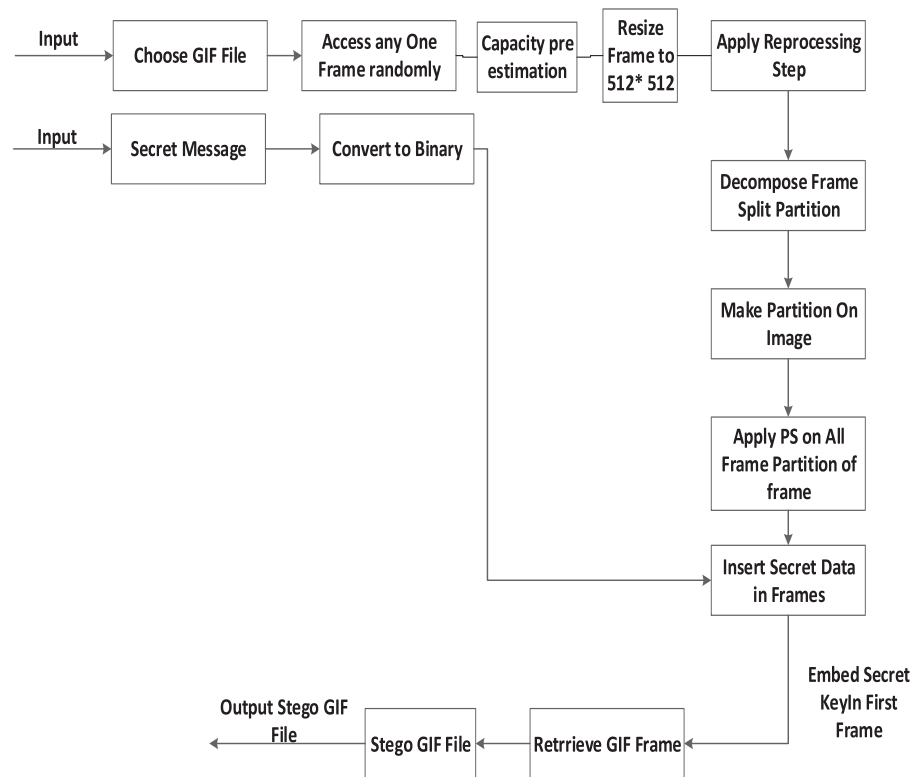 Input
Choose GIF File
Access any One
Frame randomly
Capacity pre
estimation
Resize
Frame to
512* 512
Apply Reprocessing
Step
Input
Secret Message
Convert to Binary
Decompose Frame
Split Partition
Make Partition On
Image
Apply PS on All
Frame Partition of
frame
Insert Secret Data
in Frames
Embed Secret
KeyIn First
Frame
Retrrieve GIF Frame
Stego GIF File
Output Stego GIF
File